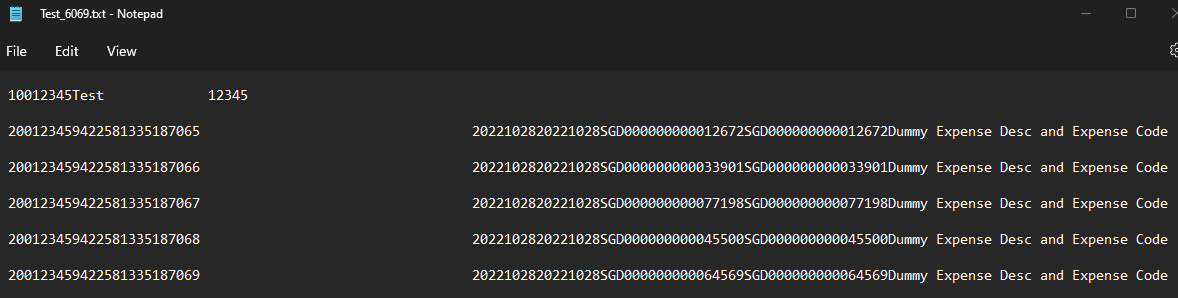 Test_6069.txt - Notepad
File Edit View
10012345Test             12345
200123459422581335187065                                  2022102820221028SGD000000000012672SGD000000000012672Dummy Expense Desc and Expense Code
200123459422581335187066                                  2022102820221028SGD000000000033901SGD000000000033901Dummy Expense Desc and Expense Code
200123459422581335187067                                  2022102820221028SGD000000000077198SGD000000000077198Dummy Expense Desc and Expense Code
200123459422581335187068                                  2022102820221028SGD000000000045500SGD000000000045500Dummy Expense Desc and Expense Code
200123459422581335187069                                  2022102820221028SGD000000000064569SGD000000000064569Dummy Expense Desc and Expense Code